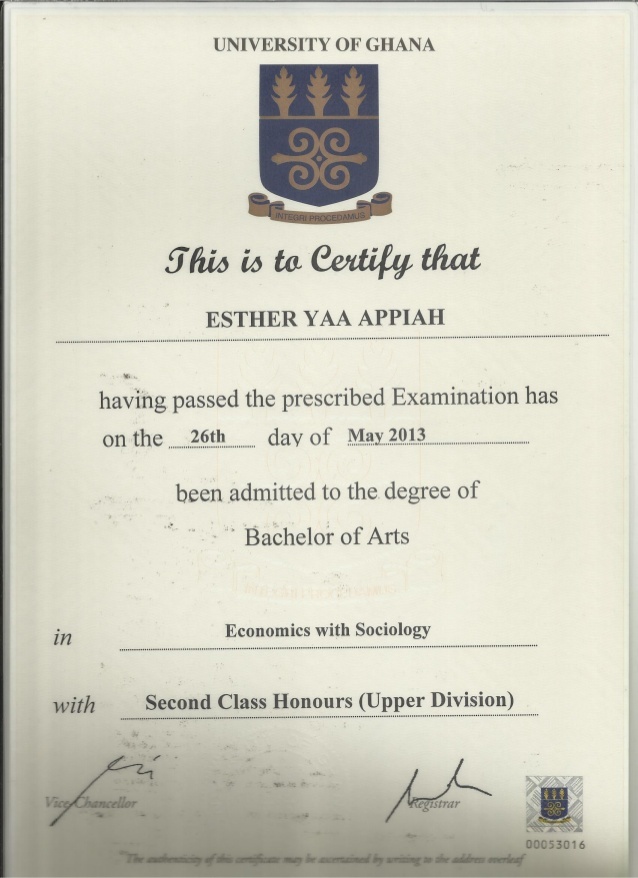 UNIVERSITY OF GHANA
INTEGRI PROCEDAMUS
This is to Certify that
ESTHER YAA APPIAH
having passed the prescribed Examination has
on the 26th day of May 2013
been admitted to the degree of
Bachelor of Arts
in Economics with Sociology
with Second Class Honours (Upper Division)
Vice-Chancellor Registrar
00053016
The authenticity of this certificate may be ascertained by writing to the address overleaf